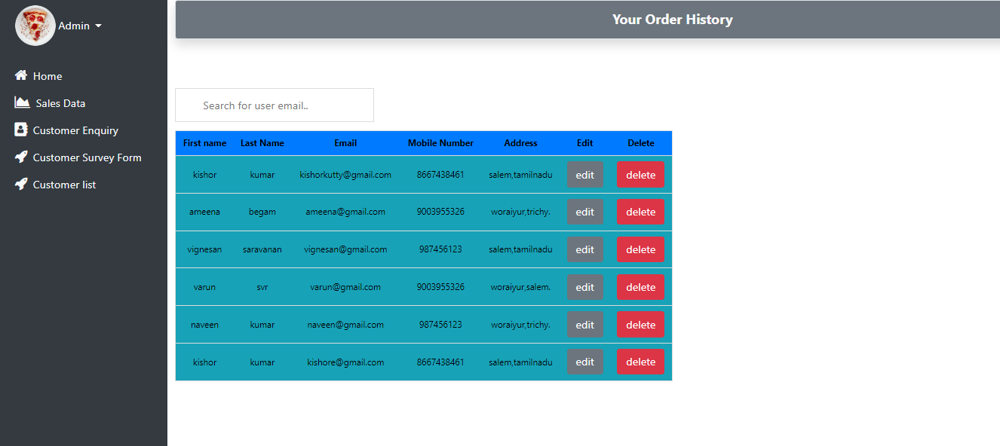 Admin
Your Order History
Home
Sales Data
Customer Enquiry
Customer Survey Form
Customer list
Search for user email..
First name Last Name Email Mobile Number Address Edit Delete
kishor kumar kishorkutty@gmail.com 8667438461 salem,tamilnadu edit delete
ameena begam ameena@gmail.com 9003955326 woraiyur,trichy. edit delete
vignesan saravanan vignesan@gmail.com 987456123 salem,tamilnadu edit delete
varun svr varun@gmail.com 9003955326 woraiyur,salem. edit delete
naveen kumar naveen@gmail.com 987456123 woraiyur,trichy. edit delete
kishor kumar kishore@gmail.com 8667438461 salem,tamilnadu edit delete